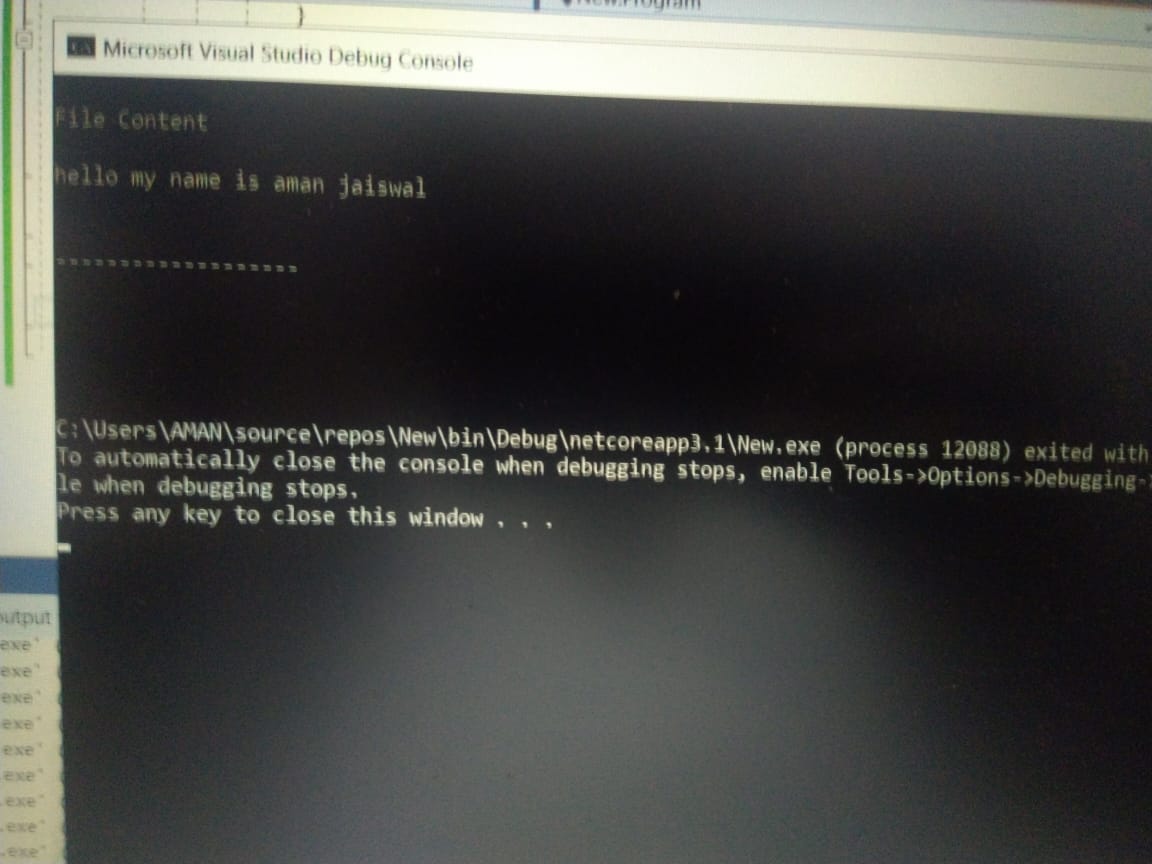 }
New.Program
Microsoft Visual Studio Debug Console
File Content
hello my name is aman jaiswal
===================
C:\Users\AMAN\source\repos\New\bin\Debug\netcoreapp3.1\New.exe (process 12088) exited with
To automatically close the console when debugging stops, enable Tools->Options->Debugging->
le when debugging stops.
Press any key to close this window . . .
output
exe'
exe'
exe'
exe'
exe'
.exe'
.exe'
.exe'
.exe'